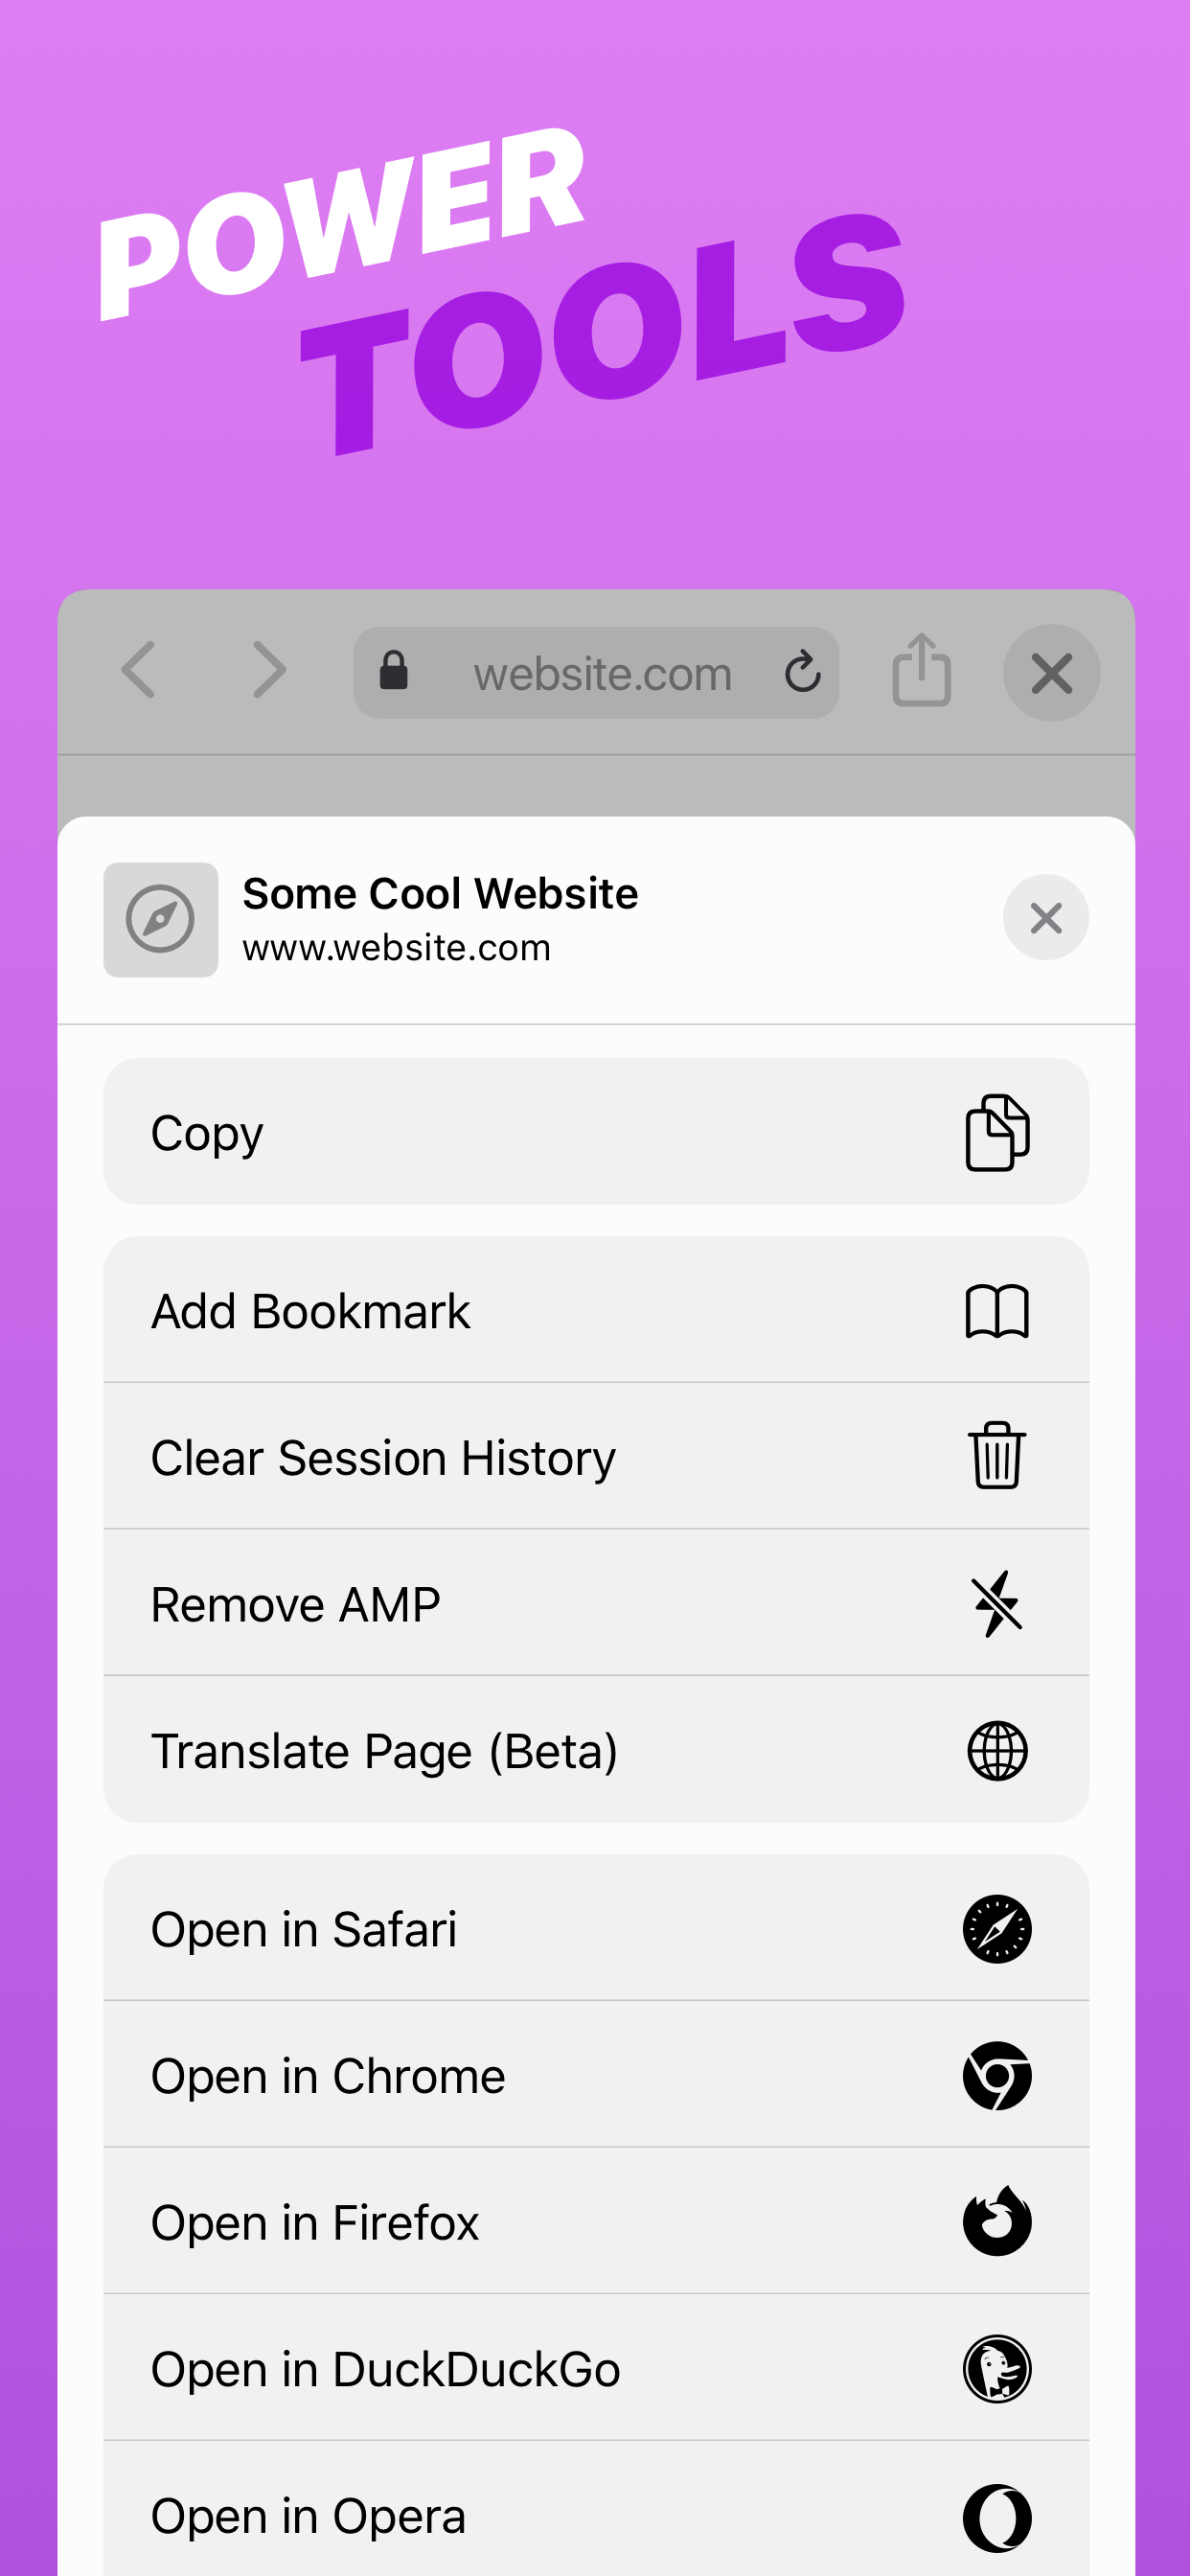 POWER
TOOLS
website.com
Some Cool Website
www.website.com
Copy
Add Bookmark
Clear Session History
Remove AMP
Translate Page (Beta)
Open in Safari
Open in Chrome
Open in Firefox
Open in DuckDuckGo
Open in Opera